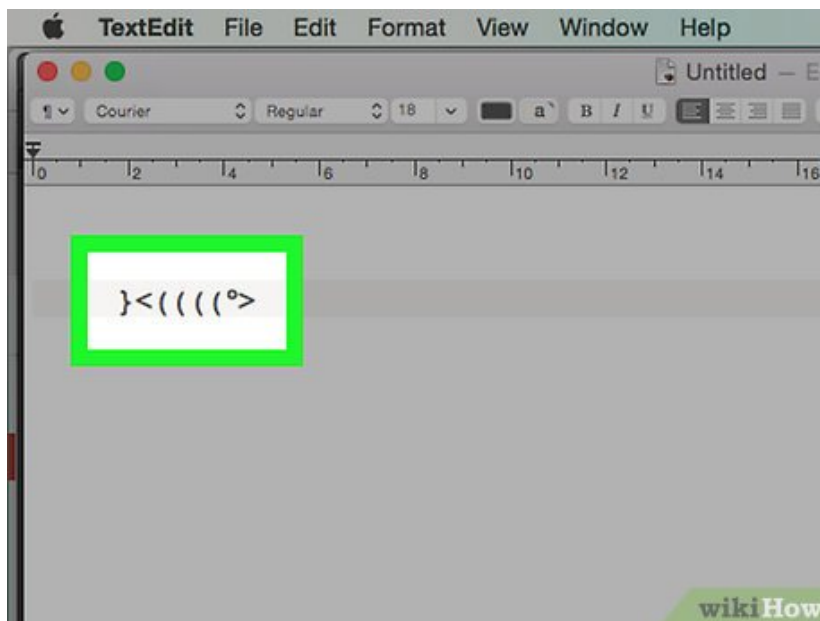 TextEdit File Edit Format View Window Help
Untitled — E
¶ Courier Regular 18 a B I U
0 2 4 6 8 10 12 14 16
}<((((º>
wikiHow